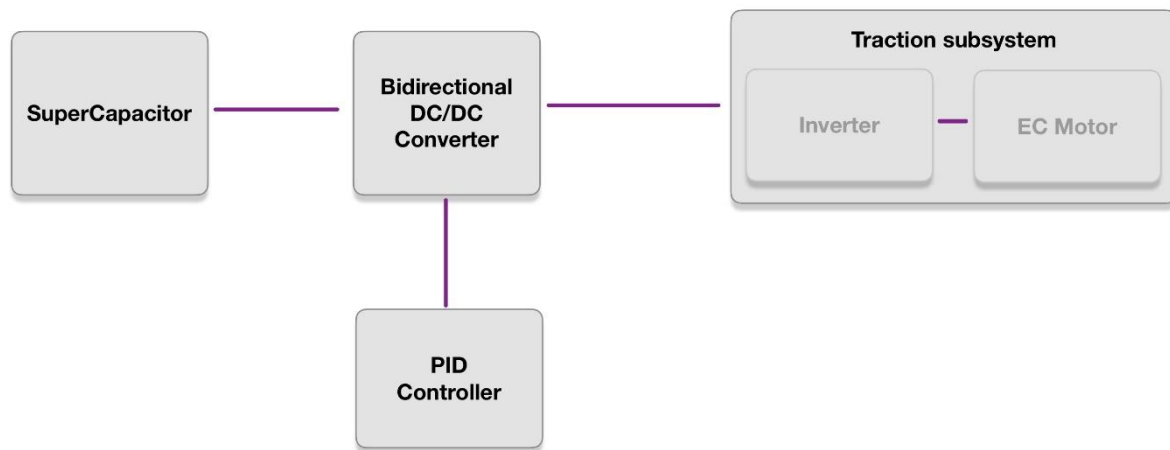 Traction subsystem
SuperCapacitor
Bidirectional
DC/DC
Converter
Inverter
EC Motor
PID
Controller